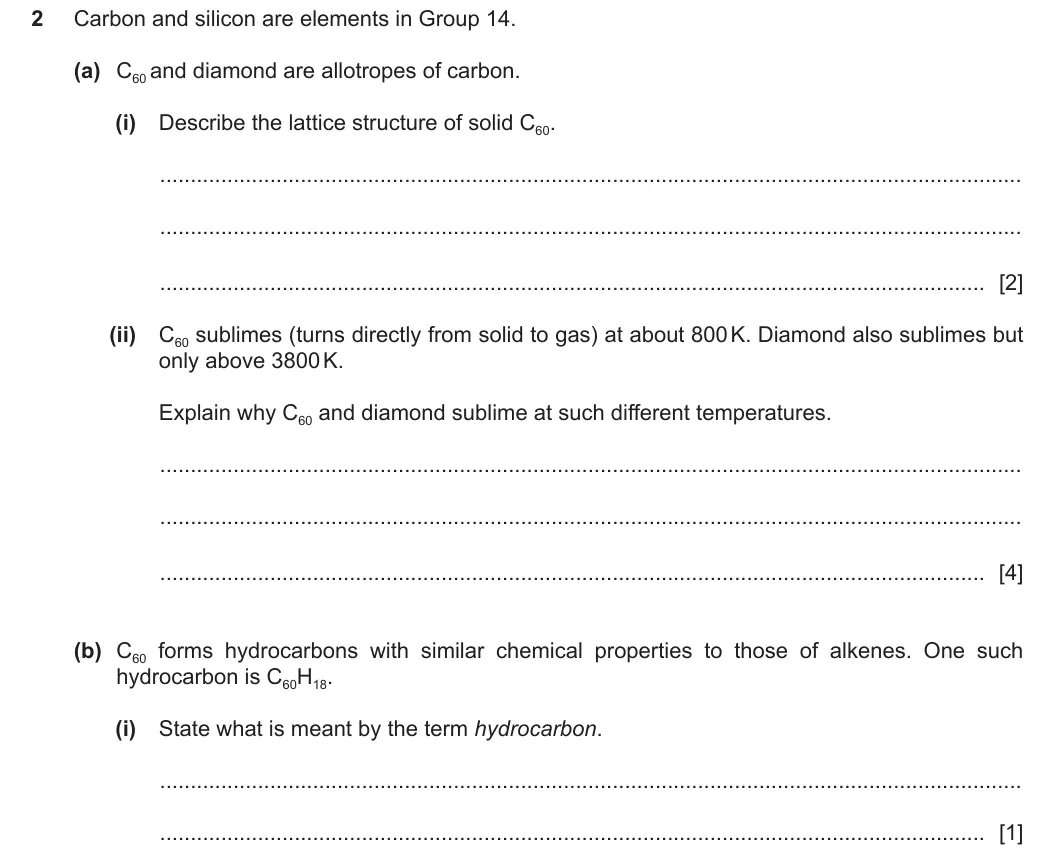 2 Carbon and silicon are elements in Group 14.
(a) C₆₀ and diamond are allotropes of carbon.
(i) Describe the lattice structure of solid C₆₀.
..........................................................................................................................................
..........................................................................................................................................
.................................................................................................................................... [2]
(ii) C₆₀ sublimes (turns directly from solid to gas) at about 800 K. Diamond also sublimes but
only above 3800 K.
Explain why C₆₀ and diamond sublime at such different temperatures.
..........................................................................................................................................
..........................................................................................................................................
.................................................................................................................................... [4]
(b) C₆₀ forms hydrocarbons with similar chemical properties to those of alkenes. One such
hydrocarbon is C₆₀H₁₈.
(i) State what is meant by the term hydrocarbon.
..........................................................................................................................................
.................................................................................................................................... [1]